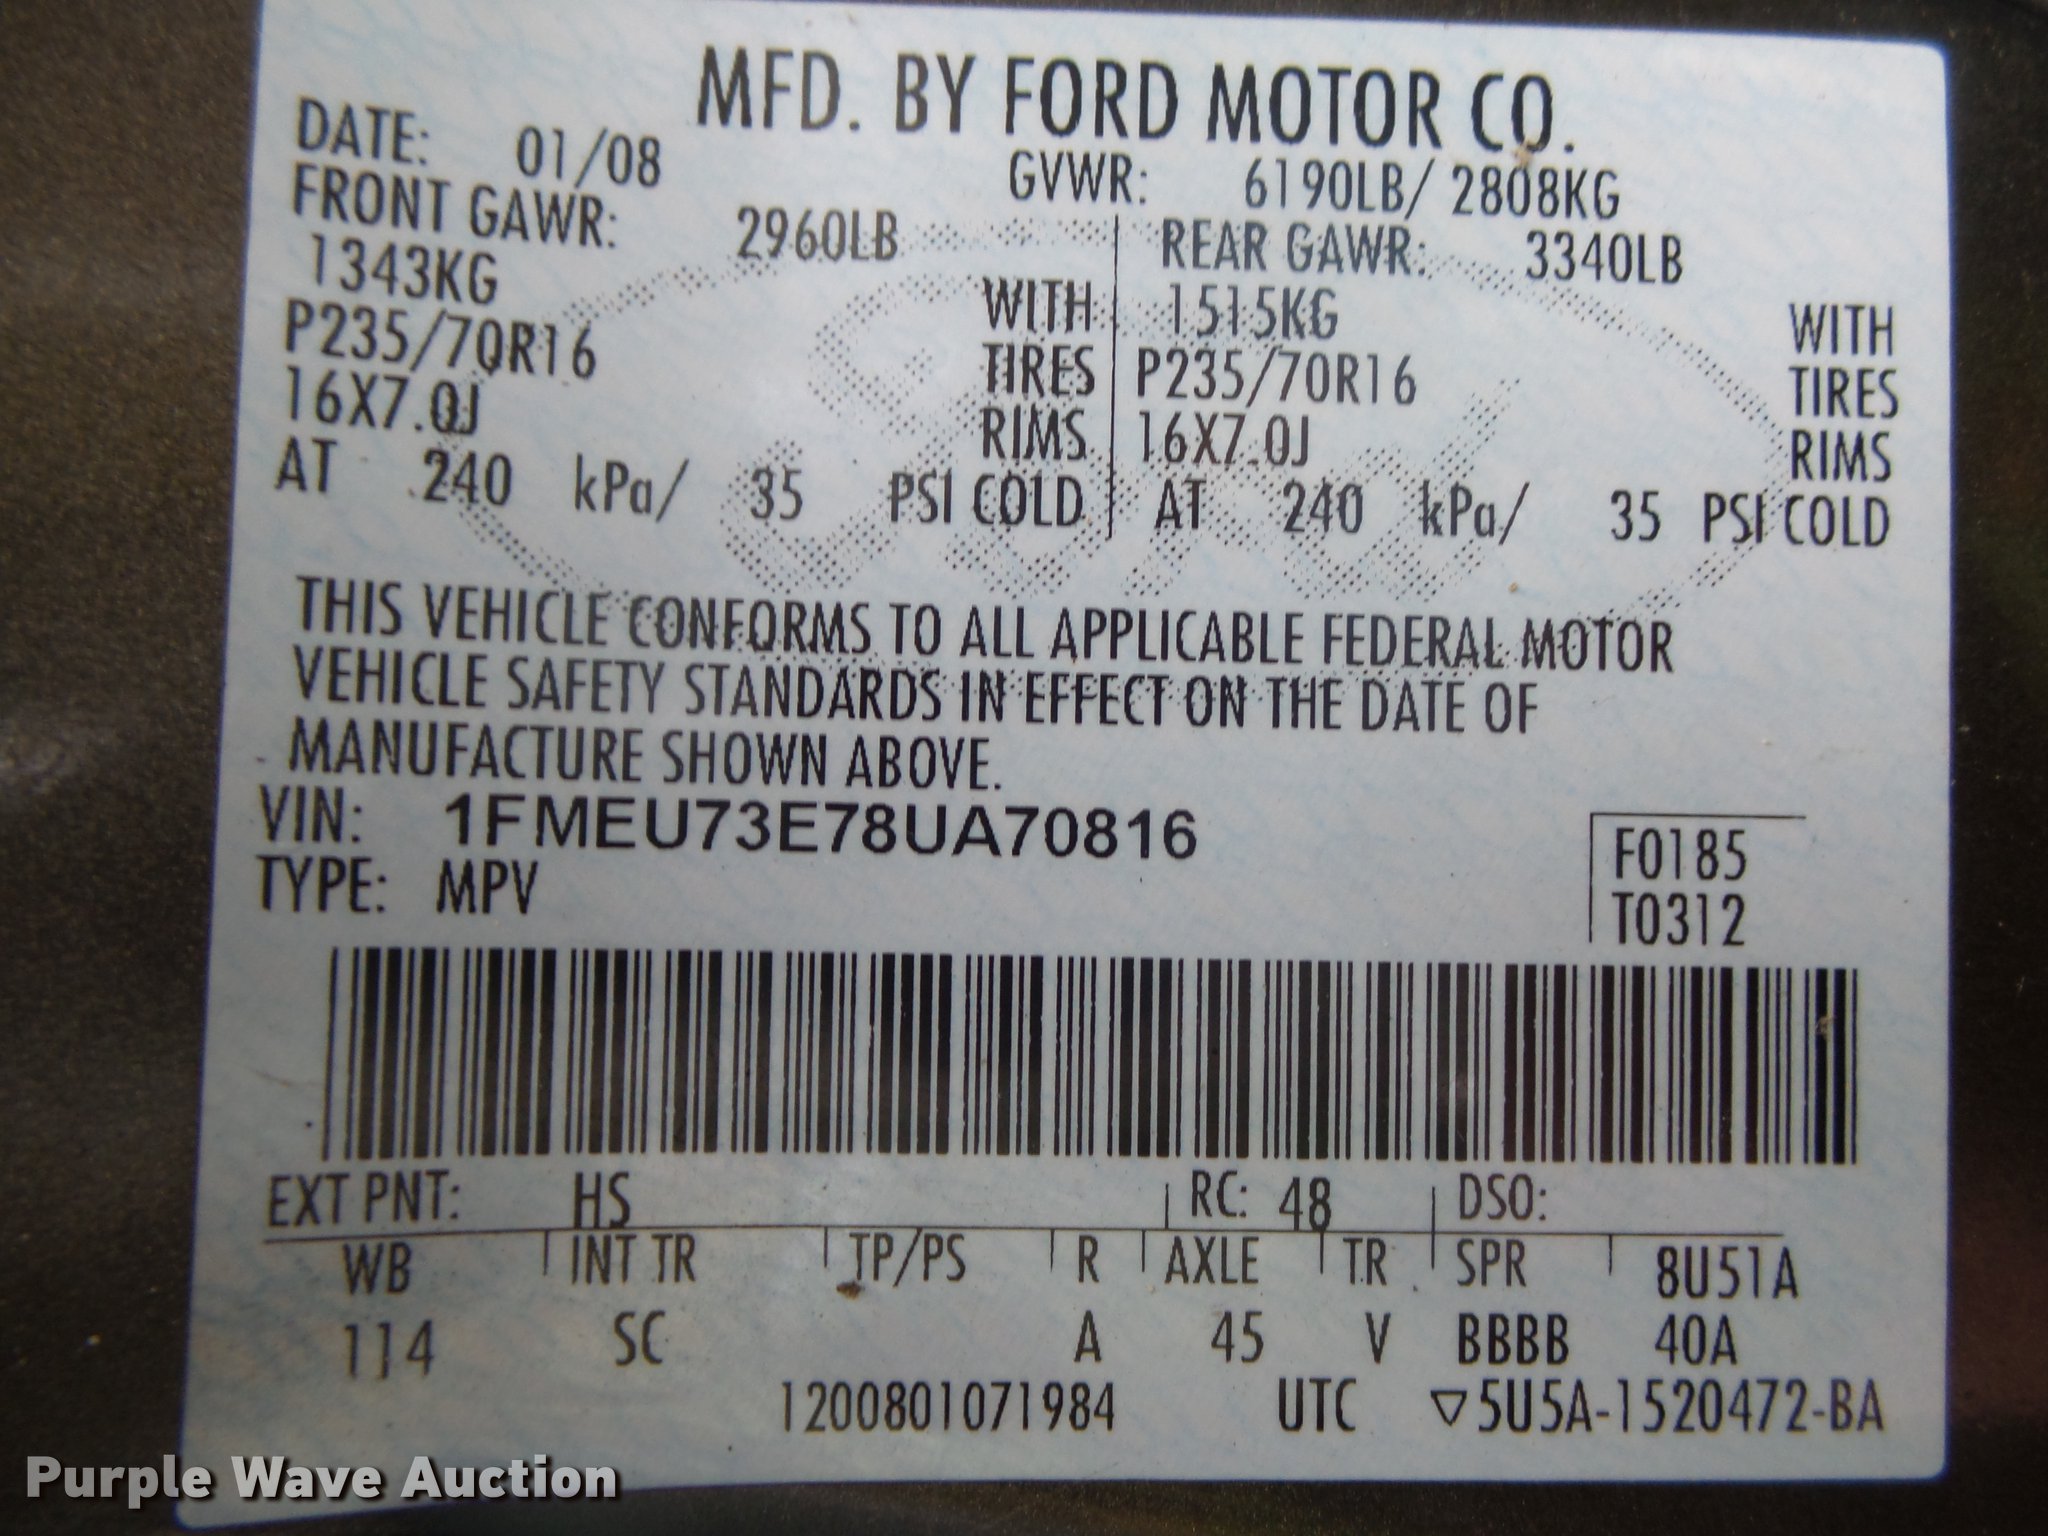 MFD. BY FORD MOTOR CO.
DATE: 01/08 GVWR: 6190LB/ 2808KG
FRONT GAWR: 2960LB REAR GAWR: 3340LB
1343KG WITH 1515KG WITH
P235/70R16 TIRES P235/70R16 TIRES
16X7.0J RIMS 16X7.0J RIMS
AT 240 kPa/ 35 PSI COLD AT 240 kPa/ 35 PSI COLD
THIS VEHICLE CONFORMS TO ALL APPLICABLE FEDERAL MOTOR
VEHICLE SAFETY STANDARDS IN EFFECT ON THE DATE OF
MANUFACTURE SHOWN ABOVE.
VIN: 1FMEU73E78UA70816
TYPE: MPV
F0185
T0312
EXT PNT: HS RC: 48 DSO:
WB INT TR TP/PS R AXLE TR SPR 8U51A
114 SC A 45 V BBBB 40A
1200801071984 UTC ▽5U5A-1520472-BA
Purple Wave Auction